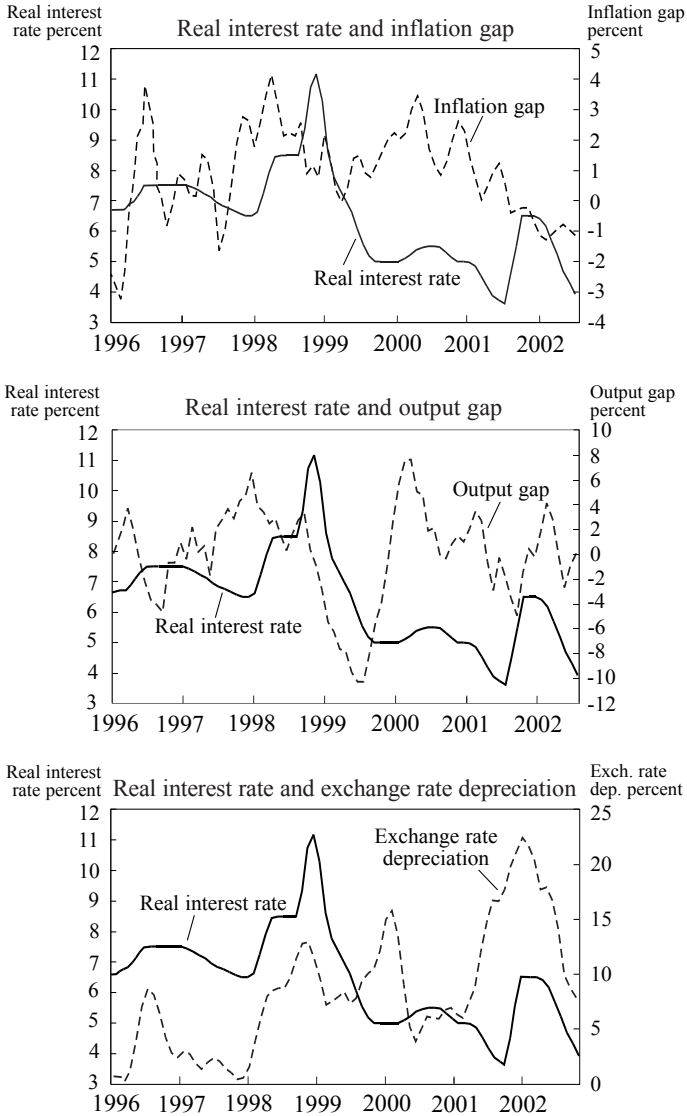 Real interest
rate percent
Real interest rate and inflation gap
Inflation gap
percent
12
11
10
9
8
7
6
5
4
3
5
4
3
2
1
0
-1
-2
-3
-4
Inflation gap
Real interest rate
1996 1997 1998 1999 2000 2001 2002
Real interest
rate percent
Real interest rate and output gap
Output gap
percent
12
11
10
9
8
7
6
5
4
3
10
8
6
4
2
0
-2
-4
-6
-8
-10
-12
Output gap
Real interest rate
1996 1997 1998 1999 2000 2001 2002
Real interest
rate percent
Real interest rate and exchange rate depreciation
Exch. rate
dep. percent
12
11
10
9
8
7
6
5
4
3
25
20
15
10
5
0
Exchange rate
depreciation
Real interest rate
1996 1997 1998 1999 2000 2001 2002